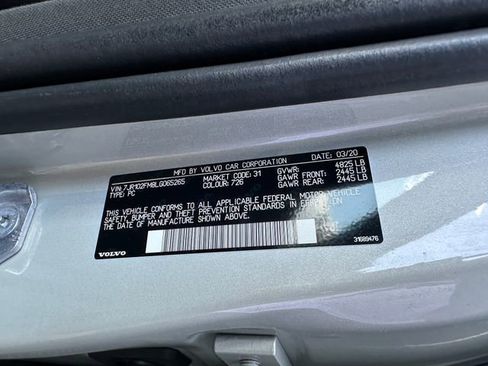 MFD BY VOLVO CAR CORPORATION DATE: 03/20
VIN: 7JR102FM8LG065265 MARKET CODE: 31 GVWR: 4825 LB
TYPE: PC COLOUR: 726 GAWR FRONT: 2445 LB
GAWR REAR: 2445 LB
THIS VEHICLE CONFORMS TO ALL APPLICABLE FEDERAL MOTOR VEHICLE
SAFETY, BUMPER AND THEFT PREVENTION STANDARDS IN EFFECT ON
THE DATE OF MANUFACTURE SHOWN ABOVE.
VOLVO 31689476